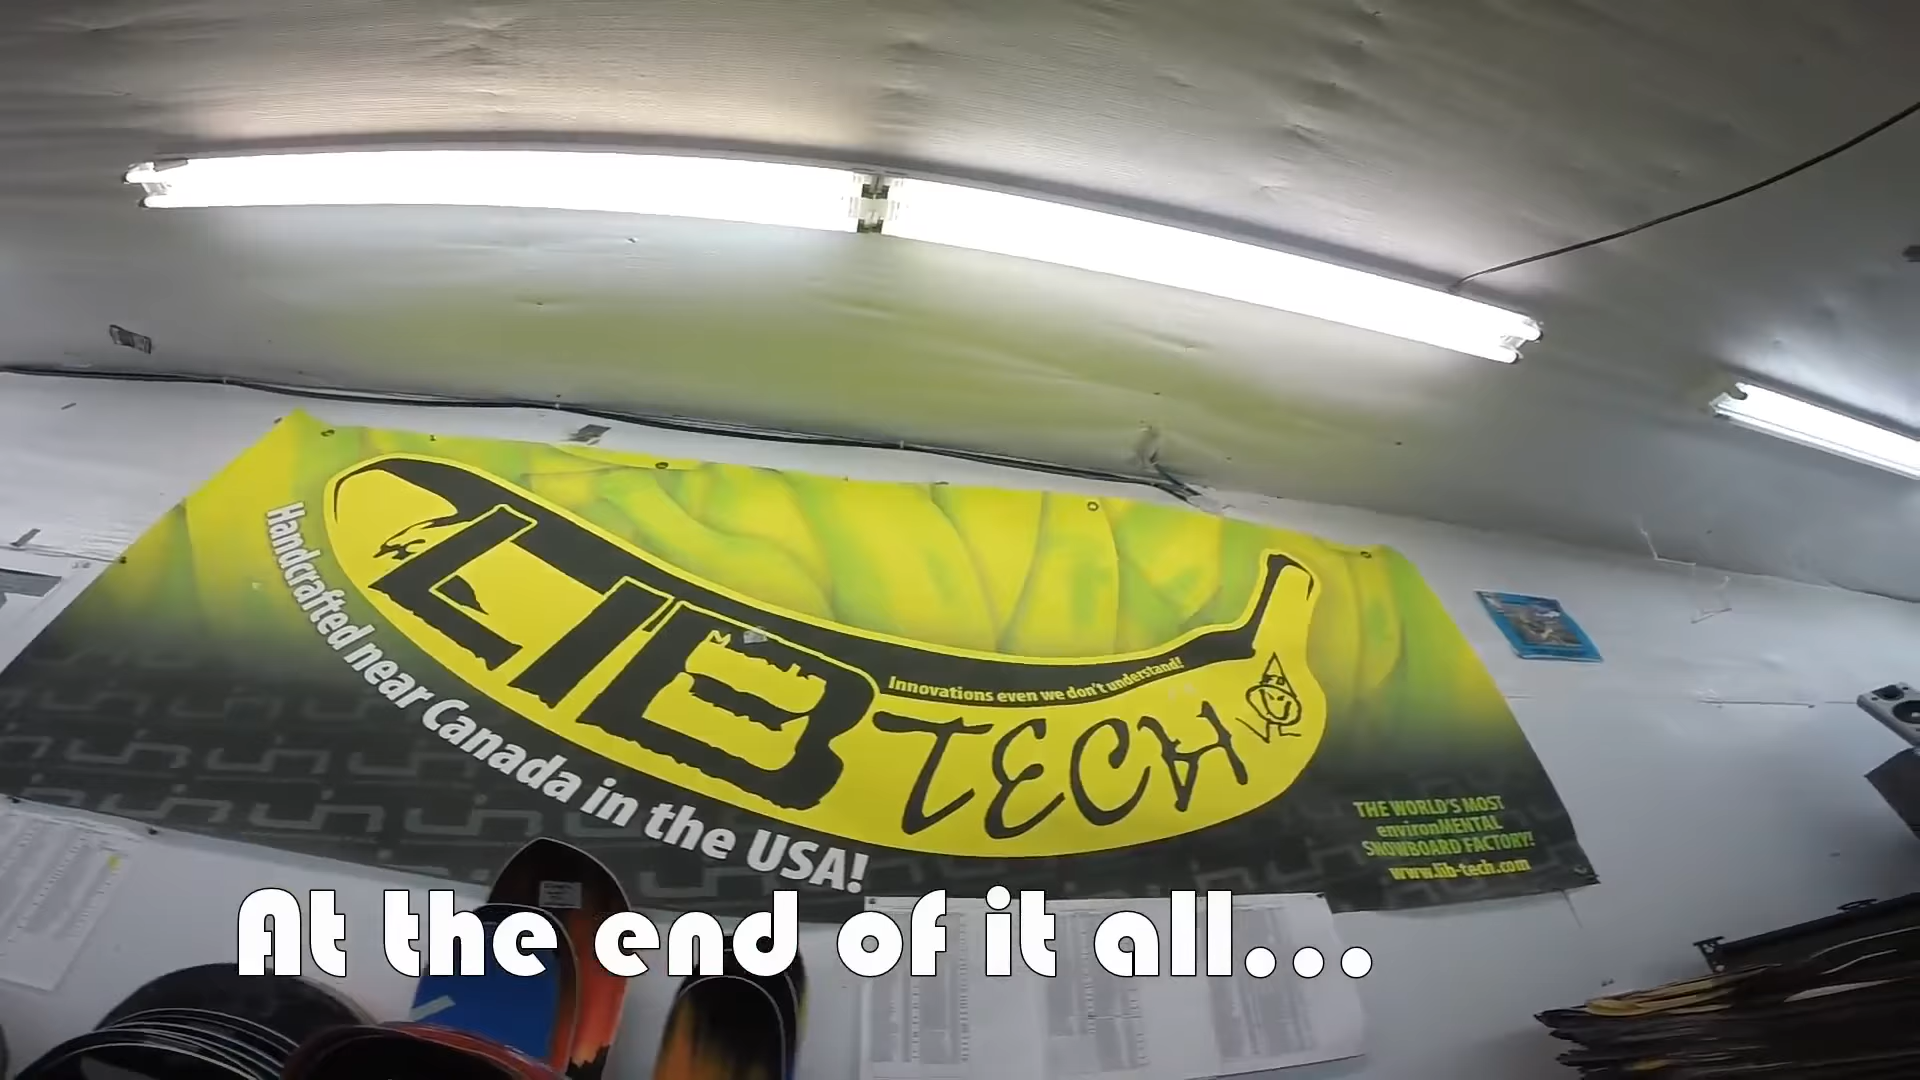 LIB TECH
Innovations even we don't understand!
Handcrafted near Canada in the USA!
THE WORLD'S MOST
environMENTAL
SNOWBOARD FACTORY!
www.lib-tech.com
At the end of it all...